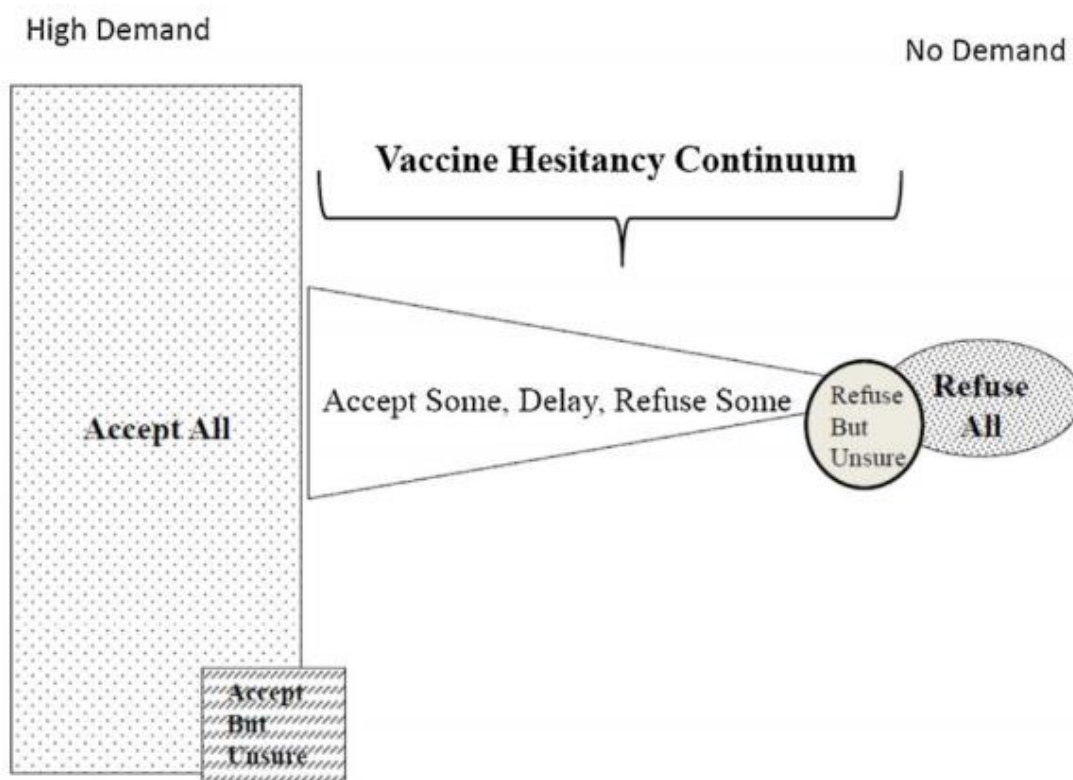 High Demand
No Demand
Vaccine Hesitancy Continuum
Accept All
Accept Some, Delay, Refuse Some
Refuse
But
Unsure
Refuse
All
Accept
But
Unsure